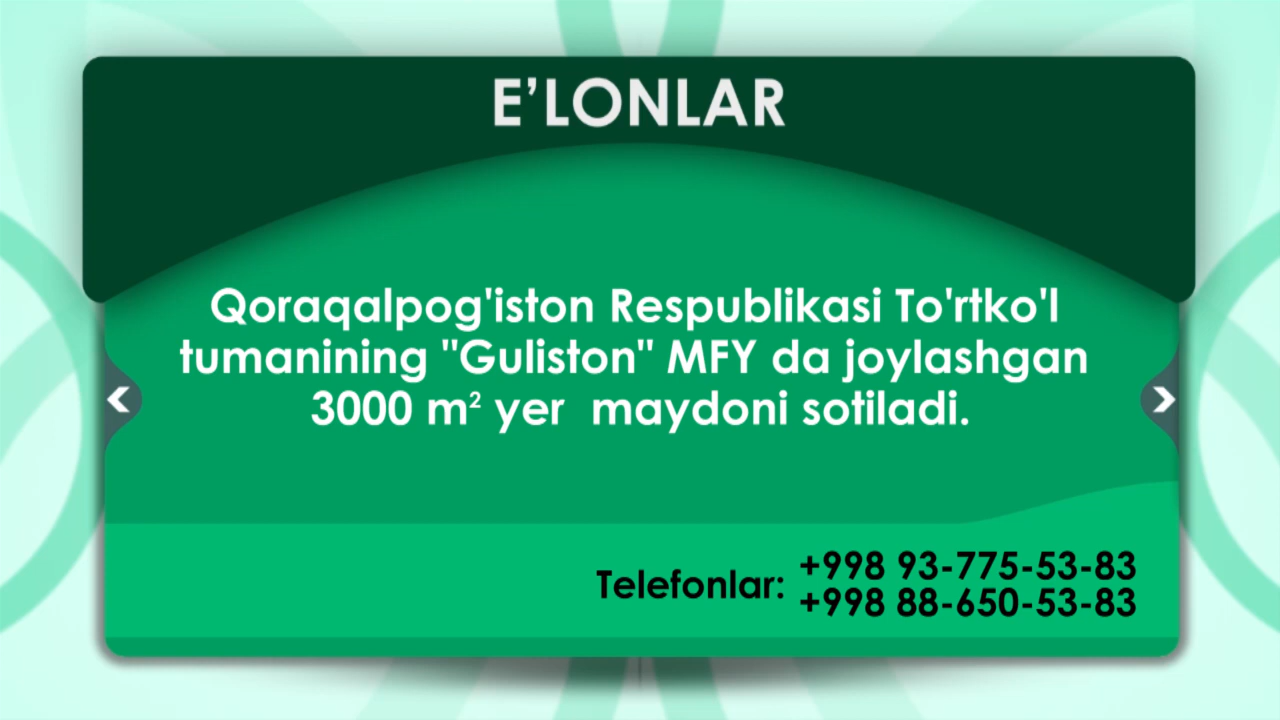 E’LONLAR
Qoraqalpog'iston Respublikasi To'rtko'l
tumanining "Guliston" MFY da joylashgan
3000 m² yer  maydoni sotiladi.
Telefonlar:
+998 93-775-53-83
+998 88-650-53-83